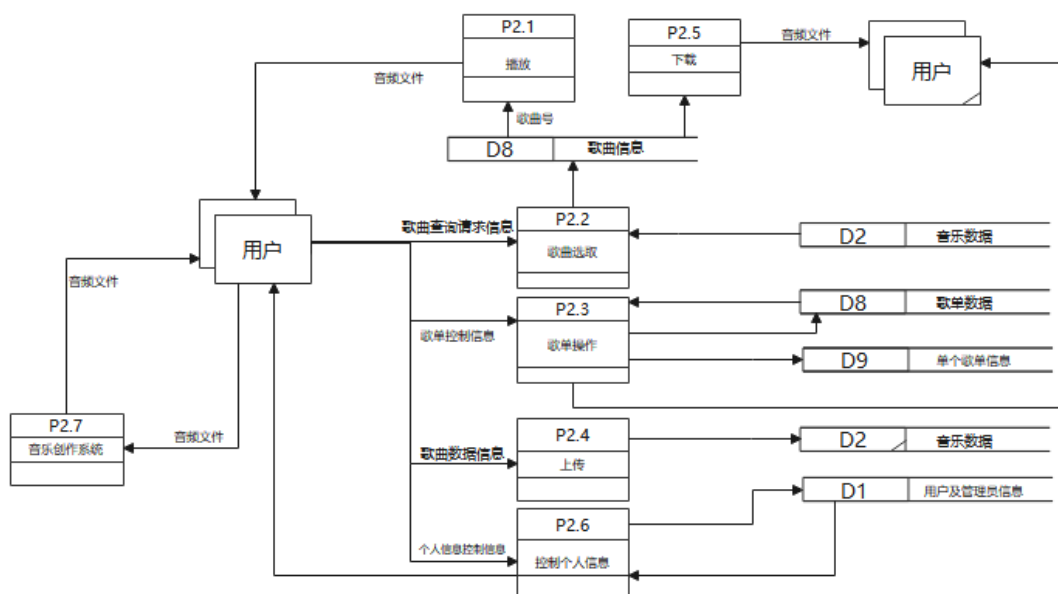 P2.1
播放
P2.5
下载
音频文件
用户
音频文件
歌曲号
D8
歌曲信息
用户
歌曲查询请求信息
P2.2
歌曲选取
D2
音乐数据
音频文件
P2.3
歌单操作
D8
歌单数据
歌单控制信息
D9
单个歌单信息
P2.7
音乐创作系统
音频文件
P2.4
上传
歌曲数据信息
D2
音乐数据
D1
用户及管理员信息
P2.6
控制个人信息
个人信息控制信息